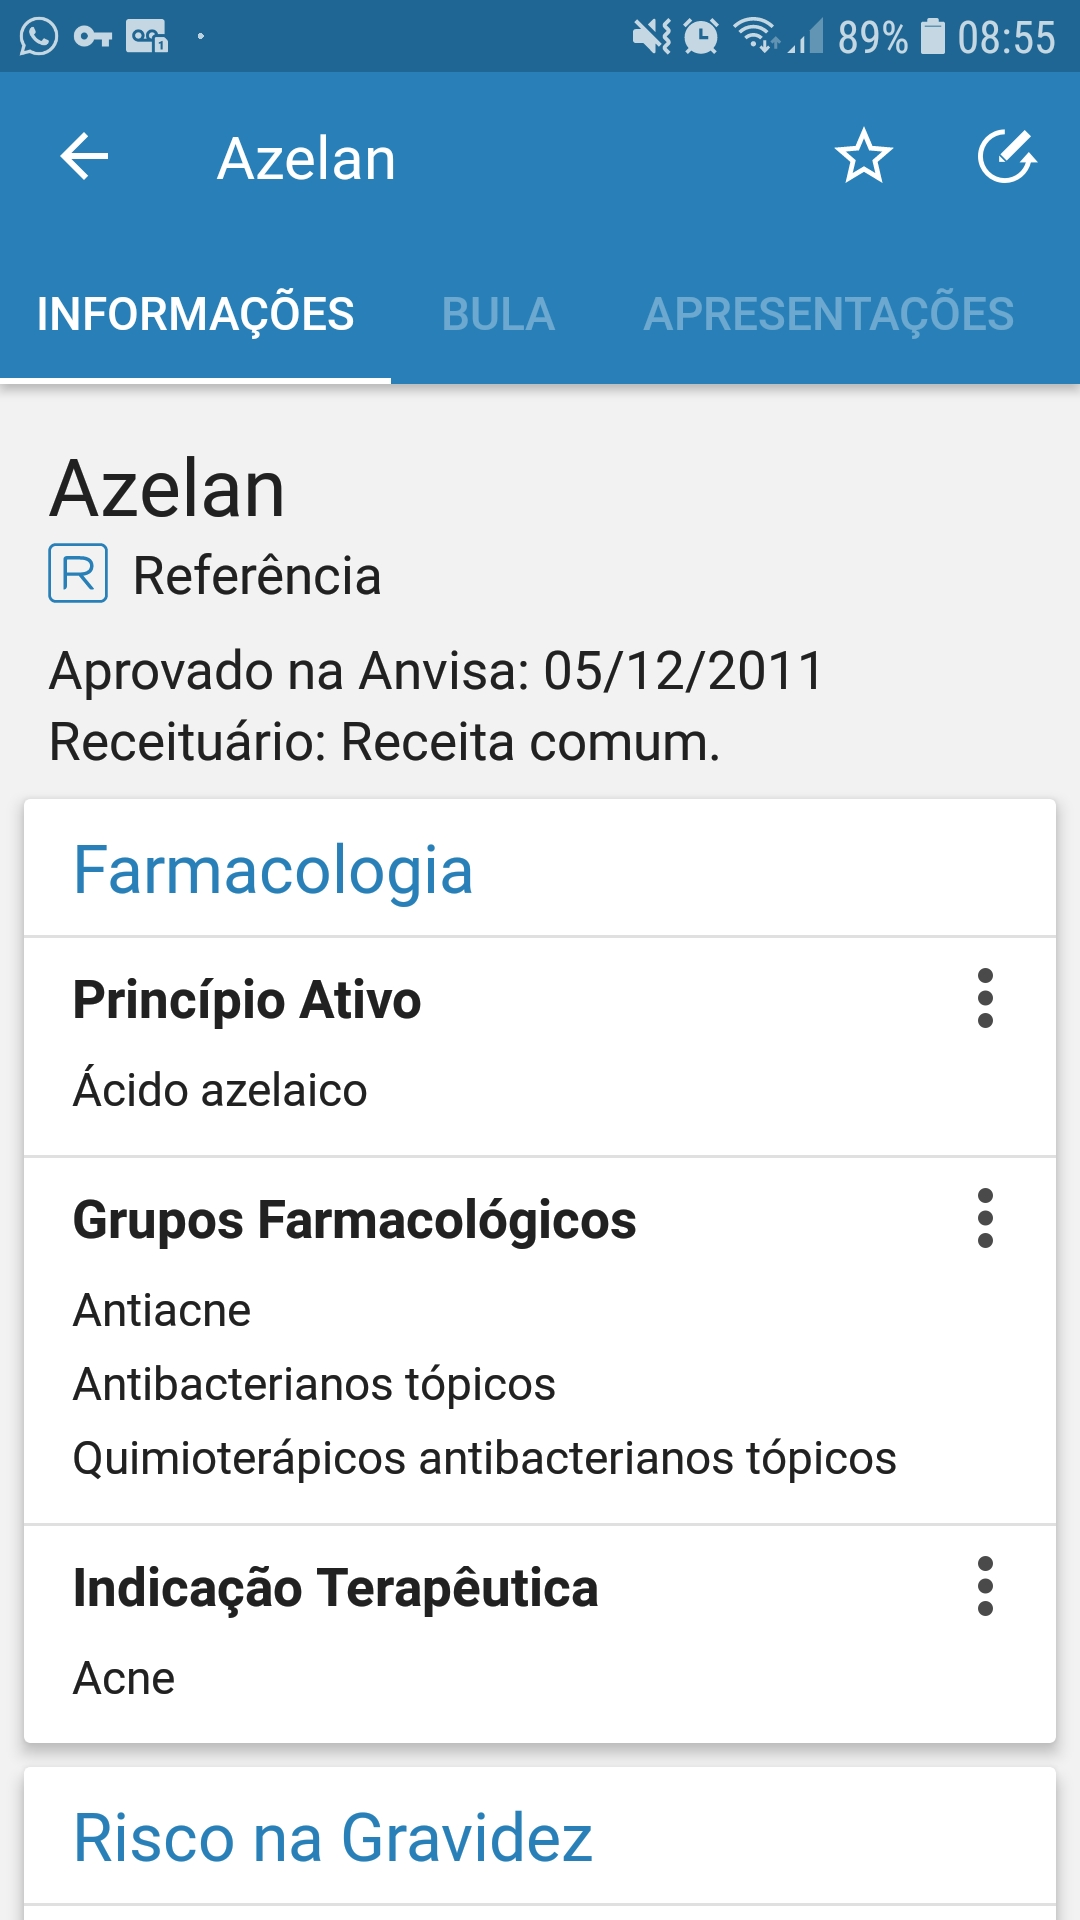 89% 08:55
Azelan
INFORMAÇÕES BULA APRESENTAÇÕES
Azelan
R Referência
Aprovado na Anvisa: 05/12/2011
Receituário: Receita comum.
Farmacologia
Princípio Ativo
Ácido azelaico
Grupos Farmacológicos
Antiacne
Antibacterianos tópicos
Quimioterápicos antibacterianos tópicos
Indicação Terapêutica
Acne
Risco na Gravidez